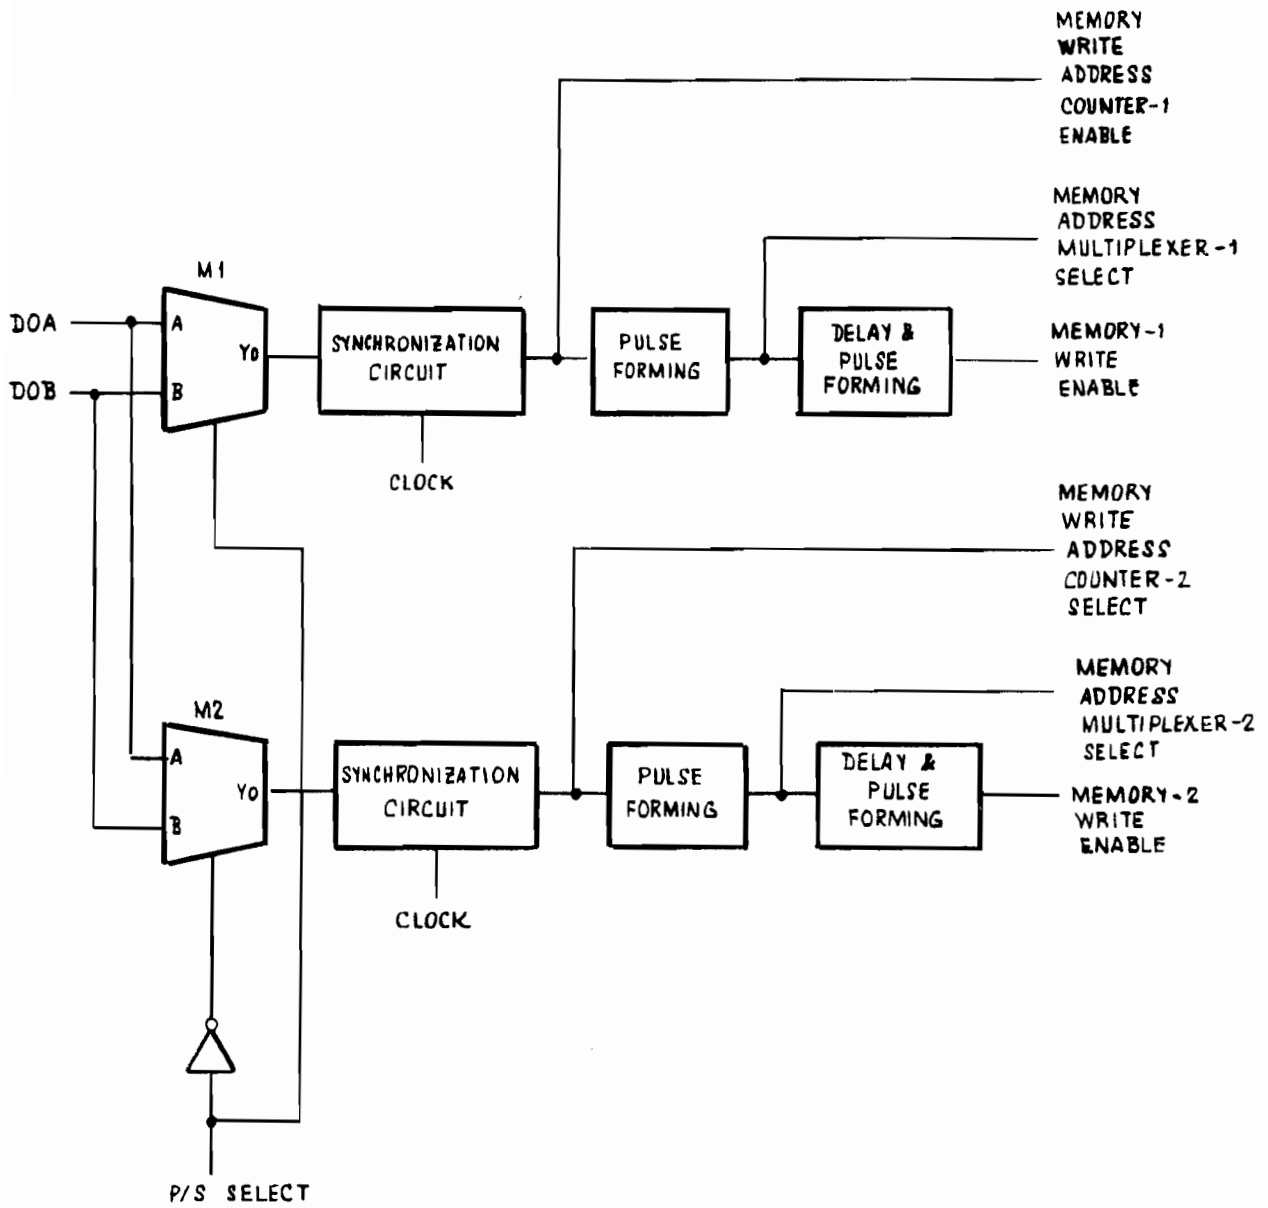 MEMORY
WRITE
ADDRESS
COUNTER-1
ENABLE
MEMORY
ADDRESS
MULTIPLEXER-1
SELECT
M1
DOA
A
YO
DOB
B
SYNCHRONIZATION
CIRCUIT
PULSE
FORMING
DELAY &
PULSE
FORMING
MEMORY-1
WRITE
ENABLE
CLOCK
MEMORY
WRITE
ADDRESS
COUNTER-2
SELECT
MEMORY
ADDRESS
MULTIPLEXER-2
SELECT
M2
A
YO
B
SYNCHRONIZATION
CIRCUIT
PULSE
FORMING
DELAY &
PULSE
FORMING
MEMORY-2
WRITE
ENABLE
CLOCK
P/S SELECT